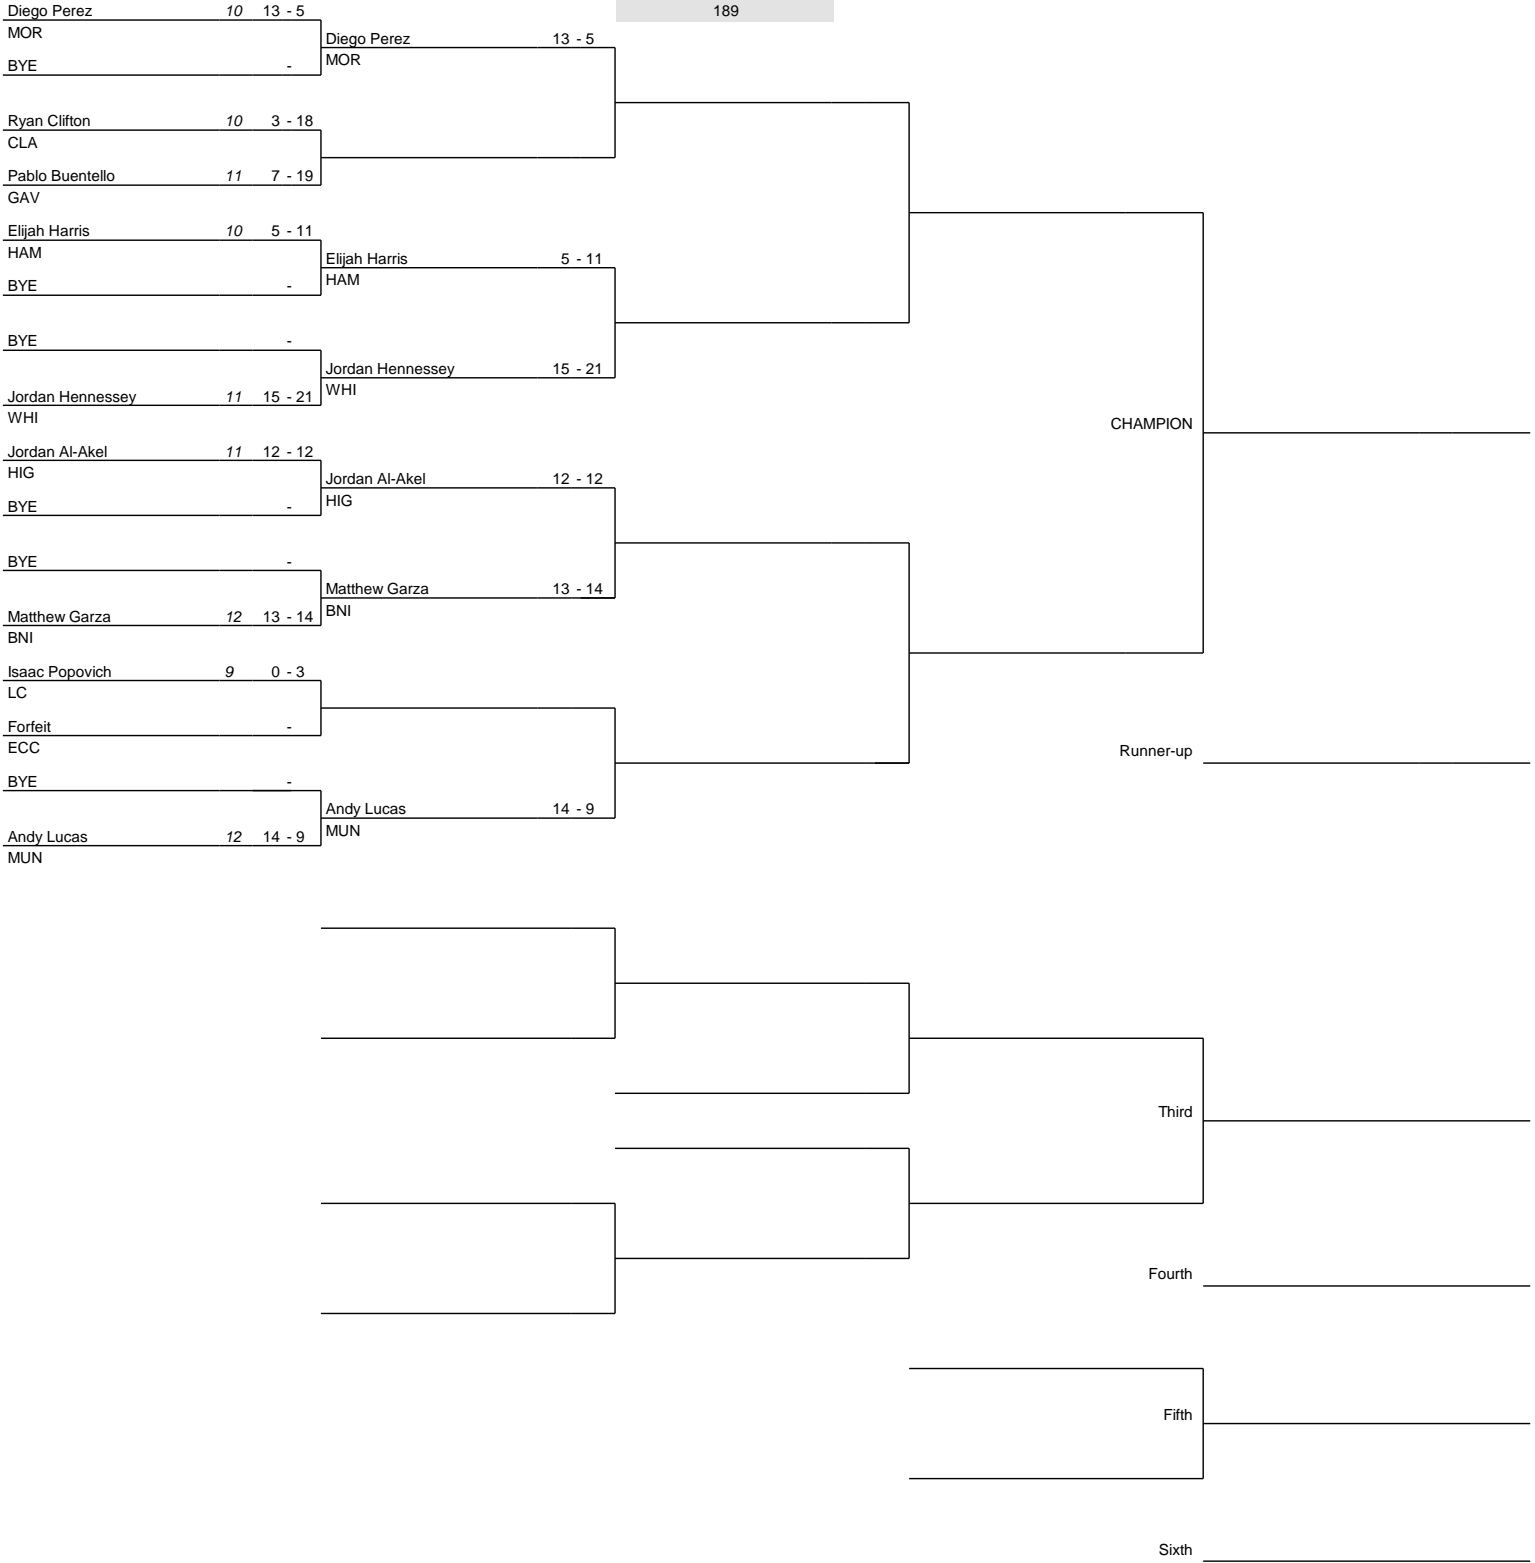 Diego Perez 10 13 - 5
189
MOR
Diego Perez 13 - 5
BYE -
MOR
Ryan Clifton 10 3 - 18
CLA
Pablo Buentello 11 7 - 19
GAV
Elijah Harris 10 5 - 11
HAM
Elijah Harris 5 - 11
BYE -
HAM
BYE -
Jordan Hennessey 15 - 21
Jordan Hennessey 11 15 - 21
WHI
WHI
CHAMPION
Jordan Al-Akel 11 12 - 12
HIG
Jordan Al-Akel 12 - 12
BYE -
HIG
BYE -
Matthew Garza 13 - 14
Matthew Garza 12 13 - 14
BNI
BNI
Isaac Popovich 9 0 - 3
LC
Forfeit -
ECC
Runner-up
BYE -
Andy Lucas 14 - 9
Andy Lucas 12 14 - 9
MUN
MUN
Third
Fourth
Fifth
Sixth